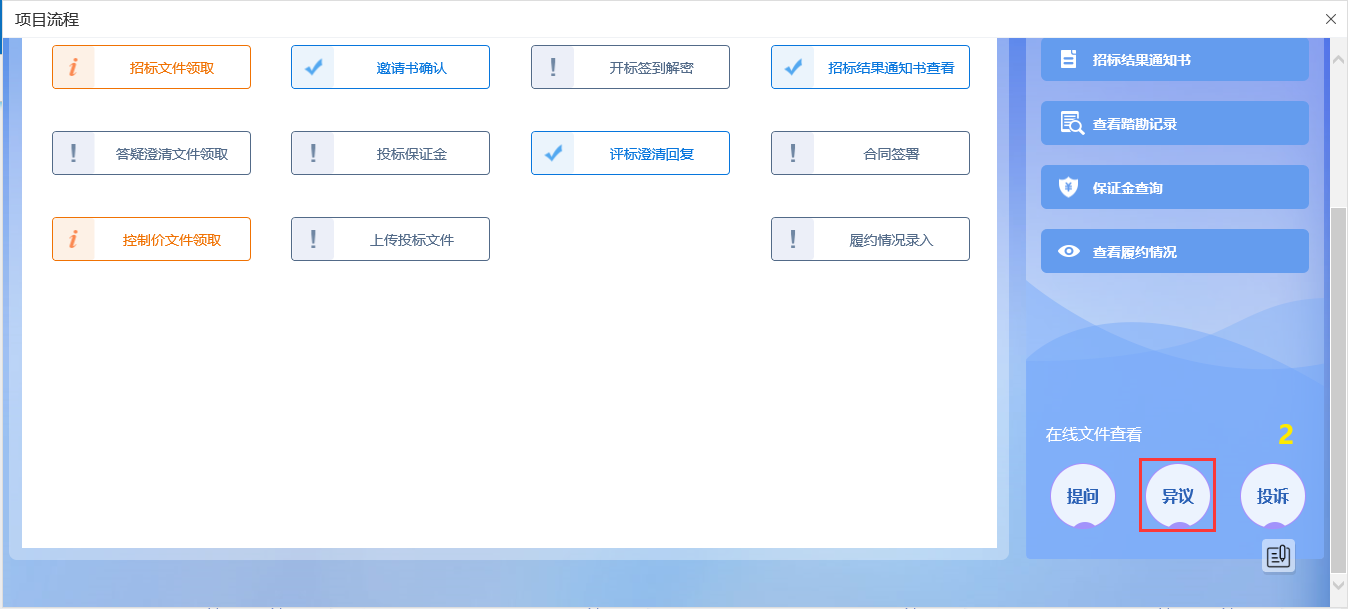 项目流程
招标文件领取
邀请书确认
开标签到解密
招标结果通知书查看
答疑澄清文件领取
投标保证金
评标澄清回复
合同签署
控制价文件领取
上传投标文件
履约情况录入
招标结果通知书
查看踏勘记录
保证金查询
查看履约情况
在线文件查看
2
提问
异议
投诉